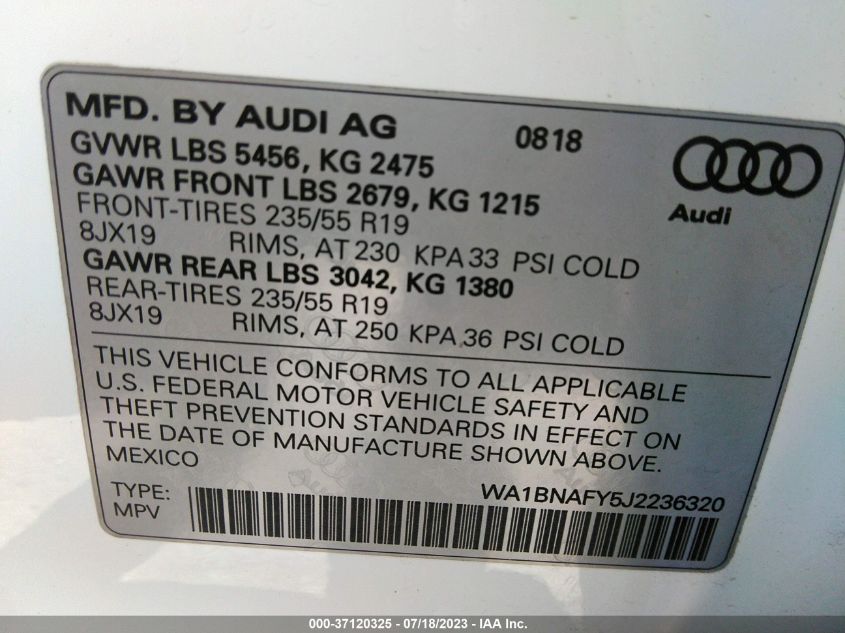 MFD. BY AUDI AG 0818
GVWR LBS 5456, KG 2475
GAWR FRONT LBS 2679, KG 1215
Audi
FRONT-TIRES 235/55 R19
8JX19 RIMS, AT 230 KPA 33 PSI COLD
GAWR REAR LBS 3042, KG 1380
REAR-TIRES 235/55 R19
8JX19 RIMS, AT 250 KPA 36 PSI COLD
THIS VEHICLE CONFORMS TO ALL APPLICABLE
U.S. FEDERAL MOTOR VEHICLE SAFETY AND
THEFT PREVENTION STANDARDS IN EFFECT ON
THE DATE OF MANUFACTURE SHOWN ABOVE.
MEXICO
WA1BNAFY5J2236320
TYPE:
MPV
000-37120325 - 07/18/2023 - IAA Inc.